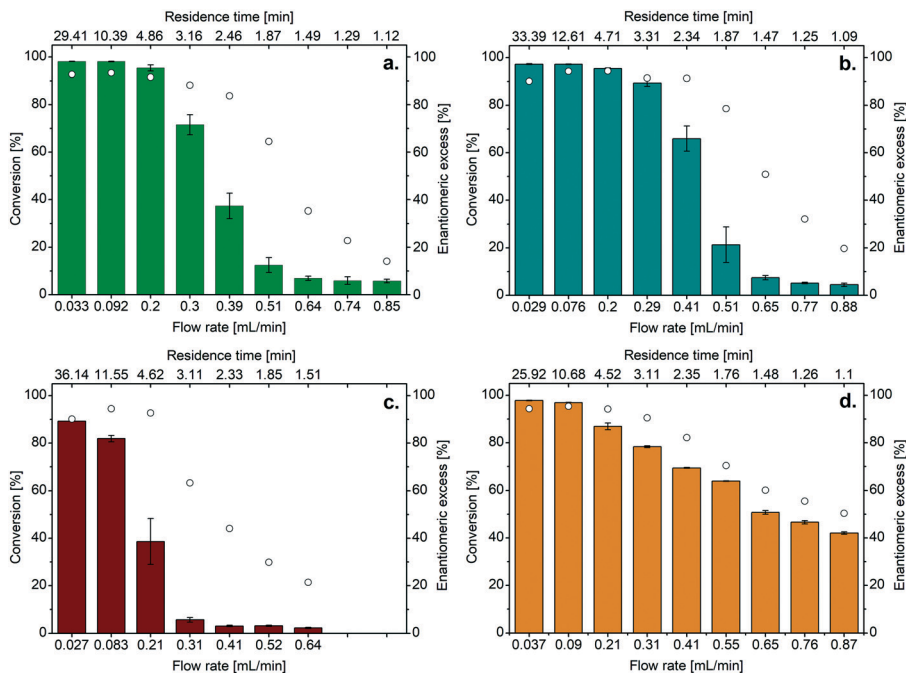 Residence time [min]
29.41 10.39 4.86 3.16 2.46 1.87 1.49 1.29 1.12
a.
Conversion [%]
100
80
60
40
20
0
Enantiomeric excess [%]
100
80
60
40
20
0
0.033 0.092 0.2 0.3 0.39 0.51 0.64 0.74 0.85
Flow rate [mL/min]
Residence time [min]
33.39 12.61 4.71 3.31 2.34 1.87 1.47 1.25 1.09
b.
Conversion [%]
100
80
60
40
20
0
Enantiomeric excess [%]
100
80
60
40
20
0
0.029 0.076 0.2 0.29 0.41 0.51 0.65 0.77 0.88
Flow rate [mL/min]
Residence time [min]
36.14 11.55 4.62 3.11 2.33 1.85 1.51
c.
Conversion [%]
100
80
60
40
20
0
Enantiomeric excess [%]
100
80
60
40
20
0
0.027 0.083 0.21 0.31 0.41 0.52 0.64
Flow rate [mL/min]
Residence time [min]
25.92 10.68 4.52 3.11 2.35 1.76 1.48 1.26 1.1
d.
Conversion [%]
100
80
60
40
20
0
Enantiomeric excess [%]
100
80
60
40
20
0
0.037 0.09 0.21 0.31 0.41 0.55 0.65 0.76 0.87
Flow rate [mL/min]